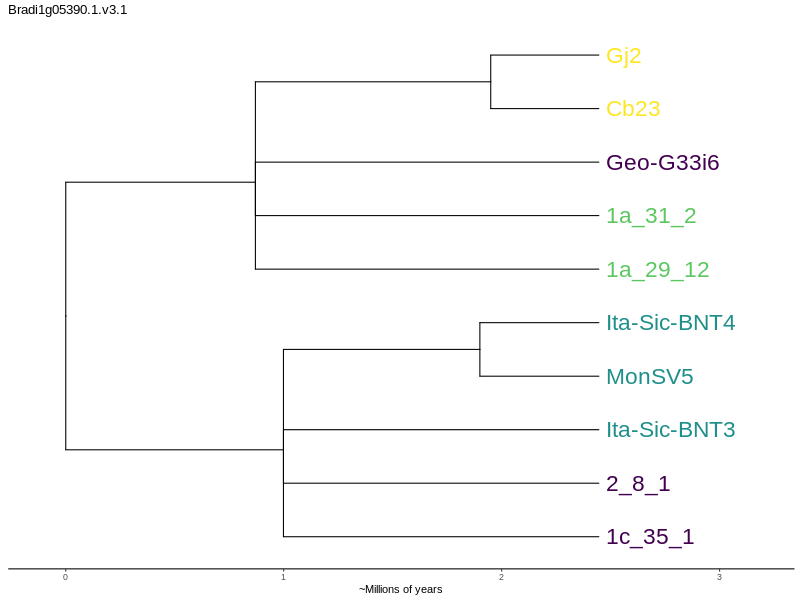 Bradi1g05390.1.v3.1
Gj2
Cb23
Geo-G33i6
1a_31_2
1a_29_12
Ita-Sic-BNT4
MonSV5
Ita-Sic-BNT3
2_8_1
1c_35_1
0 1 2 3
~Millions of years